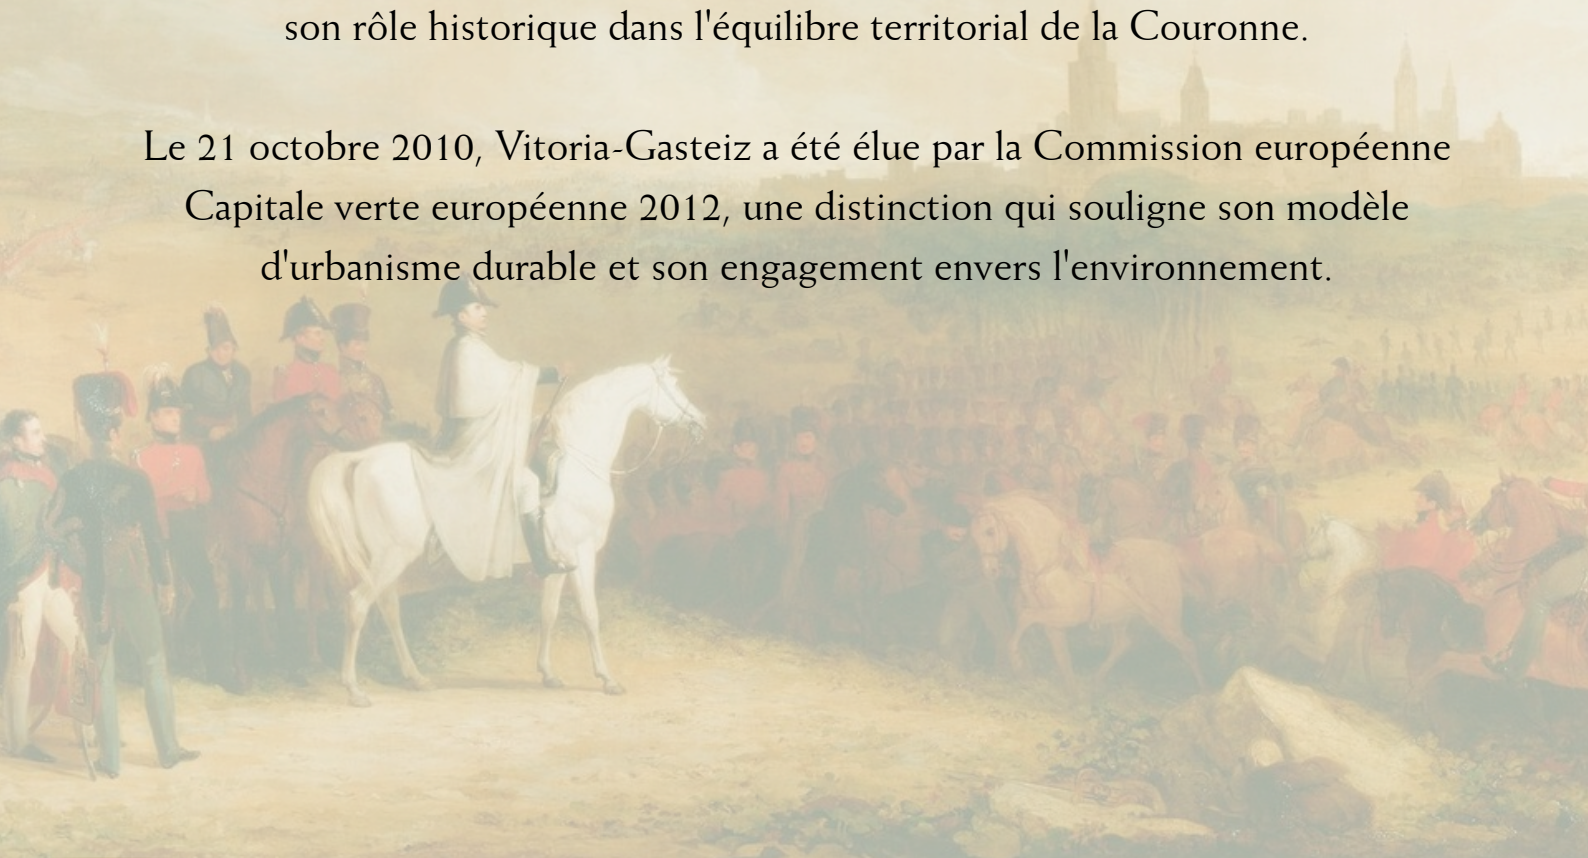 son rôle historique dans l'équilibre territorial de la Couronne.
Le 21 octobre 2010, Vitoria-Gasteiz a été élue par la Commission européenne
Capitale verte européenne 2012, une distinction qui souligne son modèle
d'urbanisme durable et son engagement envers l'environnement.